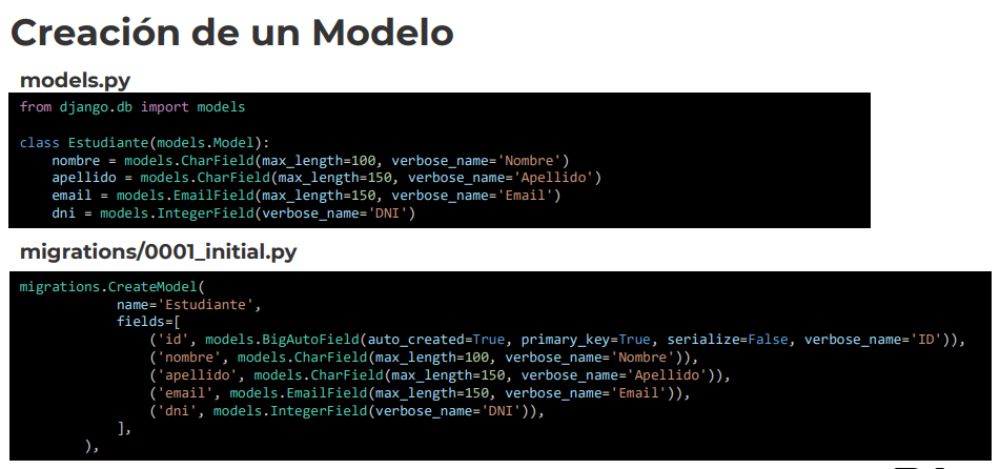 Creación de un Modelo
models.py
from django.db import models
class Estudiante(models.Model):
    nombre = models.CharField(max_length=100, verbose_name='Nombre')
    apellido = models.CharField(max_length=150, verbose_name='Apellido')
    email = models.EmailField(max_length=150, verbose_name='Email')
    dni = models.IntegerField(verbose_name='DNI')
migrations/0001_initial.py
migrations.CreateModel(
            name='Estudiante',
            fields=[
                ('id', models.BigAutoField(auto_created=True, primary_key=True, serialize=False, verbose_name='ID')),
                ('nombre', models.CharField(max_length=100, verbose_name='Nombre')),
                ('apellido', models.CharField(max_length=150, verbose_name='Apellido')),
                ('email', models.EmailField(max_length=150, verbose_name='Email')),
                ('dni', models.IntegerField(verbose_name='DNI')),
            ],
        ),